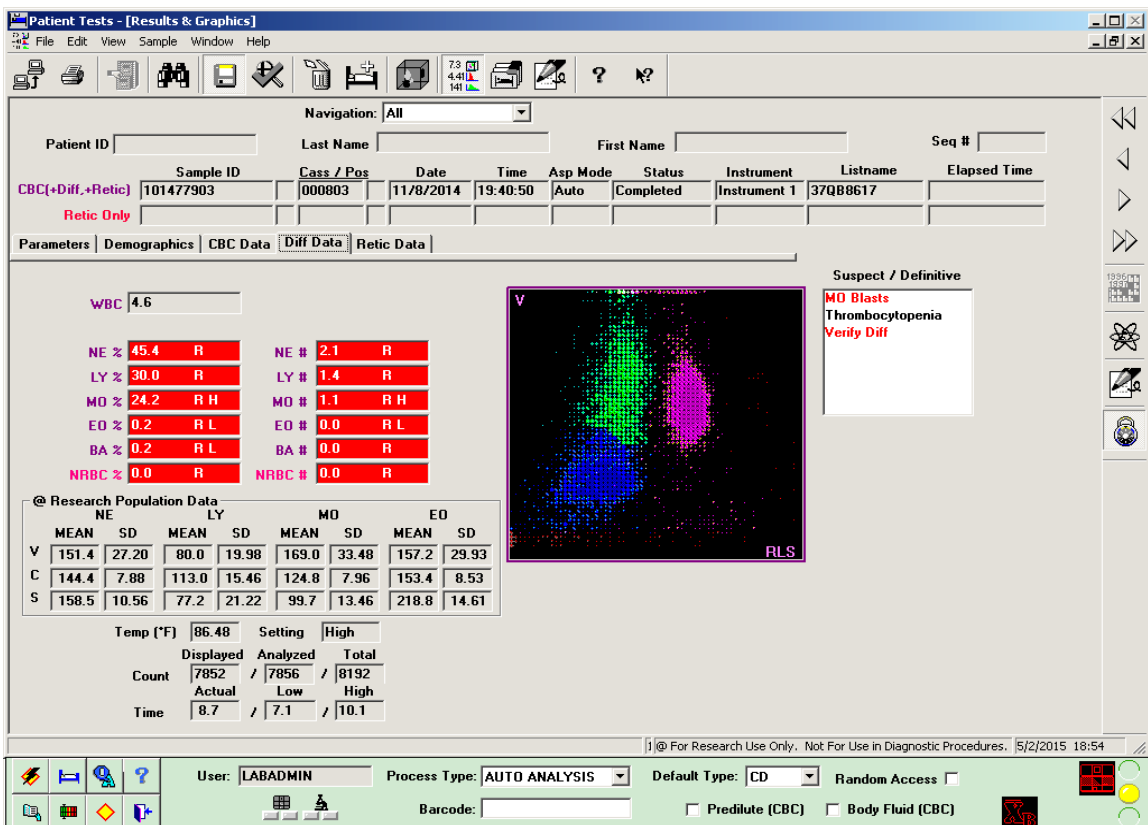 Patient Tests - [Results & Graphics]
File Edit View Sample Window Help
7.3
4.41
141
? ?
Navigation: All
Patient ID Last Name First Name Seq #
Sample ID Cass / Pos Date Time Asp Mode Status Instrument Listname Elapsed Time
CBC(+Diff,+Retic) 101477903 000803 11/8/2014 19:40:50 Auto Completed Instrument 1 37QB8617
Retic Only
Parameters Demographics CBC Data Diff Data Retic Data
Suspect / Definitive
WBC 4.6
V
MO Blasts
Thrombocytopenia
Verify Diff
NE % 45.4 R NE # 2.1 R
LY % 30.0 R LY # 1.4 R
MO % 24.2 R H MO # 1.1 R H
EO % 0.2 R L EO # 0.0 R L
BA % 0.2 R L BA # 0.0 R
NRBC % 0.0 R NRBC # 0.0 R
@ Research Population Data
NE LY MO EO
MEAN SD MEAN SD MEAN SD MEAN SD
V 151.4 27.20 80.0 19.98 169.0 33.48 157.2 29.93
RLS
C 144.4 7.88 113.0 15.46 124.8 7.96 153.4 8.53
S 158.5 10.56 77.2 21.22 99.7 13.46 218.8 14.61
Temp (°F) 86.48 Setting High
Displayed Analyzed Total
Count 7852 / 7856 / 8192
Actual Low High
Time 8.7 / 7.1 / 10.1
@ For Research Use Only. Not For Use in Diagnostic Procedures. 5/2/2015 18:54
? User: LABADMIN Process Type: AUTO ANALYSIS Default Type: CD Random Access
Barcode: Predilute (CBC) Body Fluid (CBC) XB